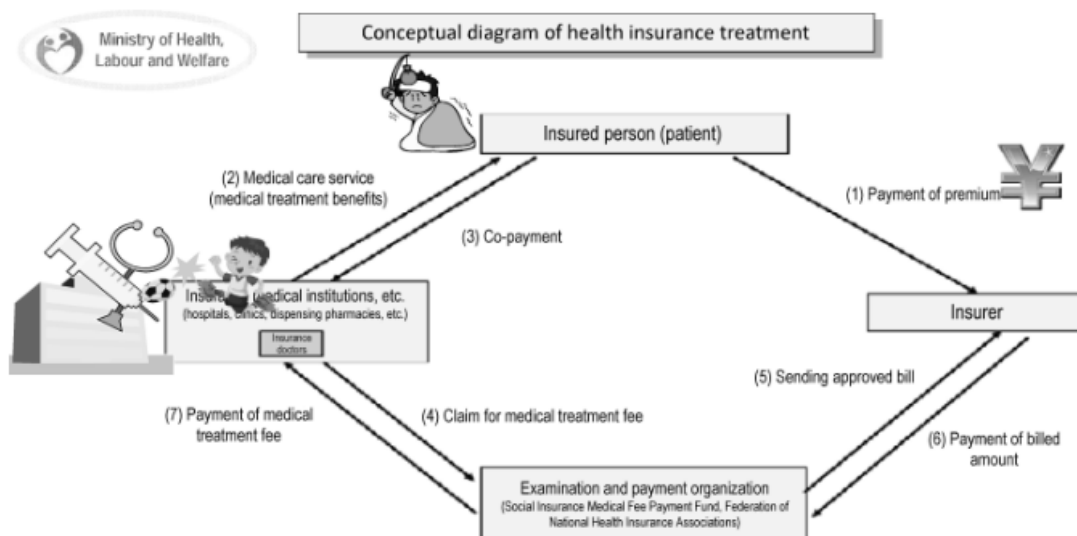 Ministry of Health,
Labour and Welfare
Conceptual diagram of health insurance treatment
Insured person (patient)
(2) Medical care service
(medical treatment benefits)
(1) Payment of premium
¥
(3) Co-payment
medical institutions, etc.
(hospitals, clinics, dispensing pharmacies, etc.)
Insurance
doctors
Insurer
(5) Sending approved bill
(7) Payment of medical
treatment fee
(4) Claim for medical treatment fee
(6) Payment of billed
amount
Examination and payment organization
(Social Insurance Medical Fee Payment Fund, Federation of
National Health Insurance Associations)